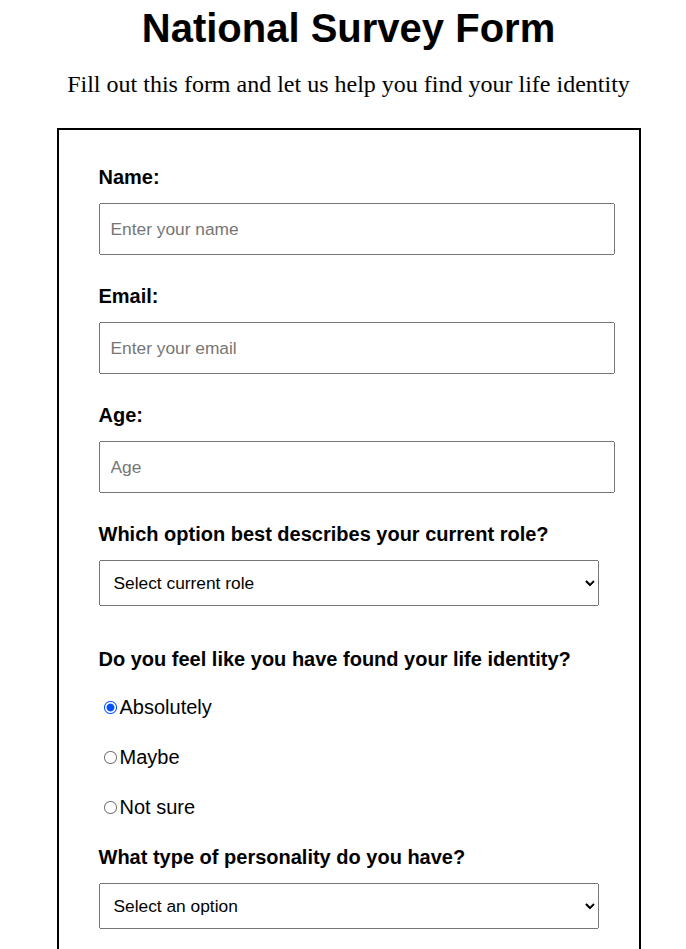 National Survey Form
Fill out this form and let us help you find your life identity
Name:
Enter your name
Email:
Enter your email
Age:
Age
Which option best describes your current role?
Select current role
Do you feel like you have found your life identity?
Absolutely
Maybe
Not sure
What type of personality do you have?
Select an option